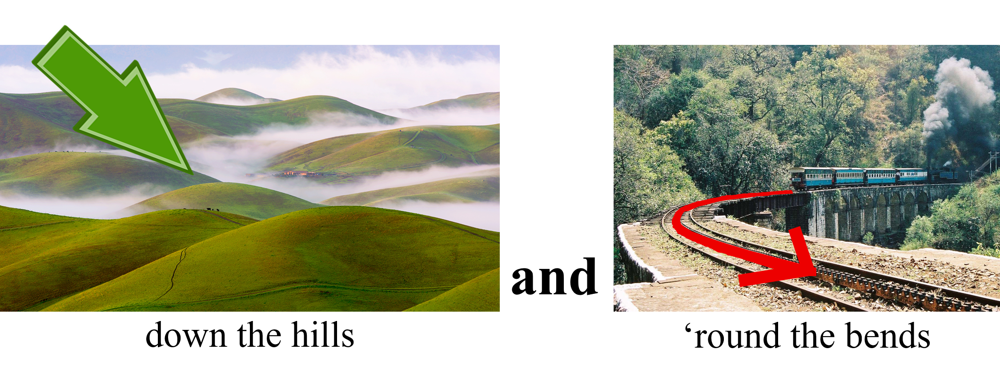 and
down the hills
‘round the bends